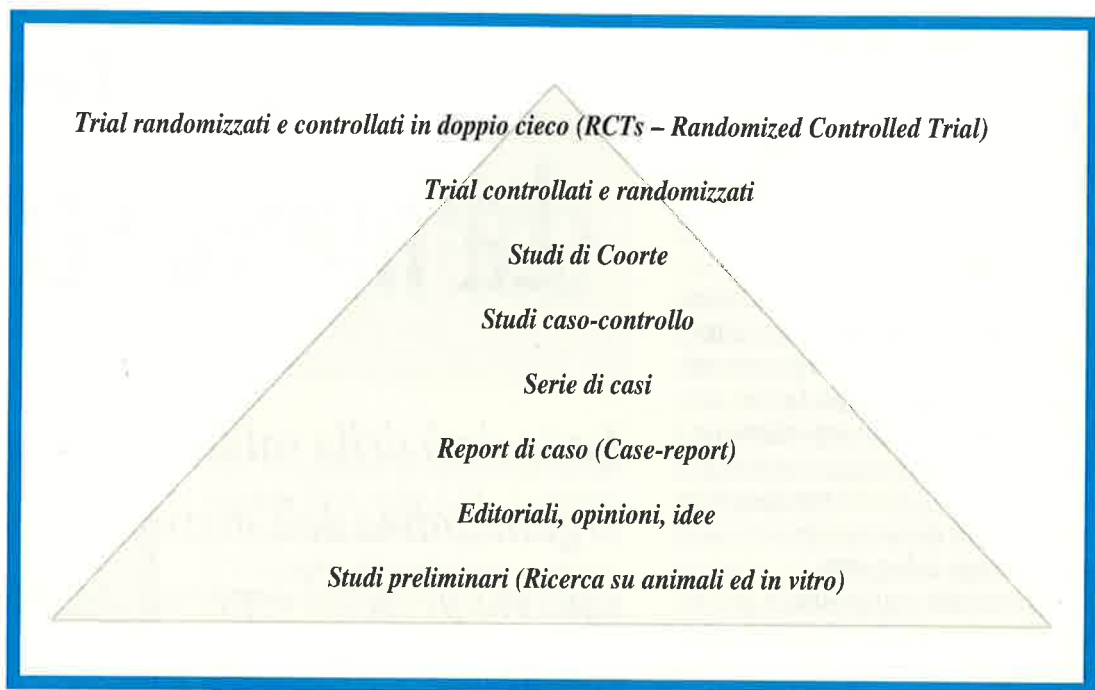 Trial randomizzati e controllati in doppio cieco (RCTs – Randomized Controlled Trial)
Trial controllati e randomizzati
Studi di Coorte
Studi caso-controllo
Serie di casi
Report di caso (Case-report)
Editoriali, opinioni, idee
Studi preliminari (Ricerca su animali ed in vitro)